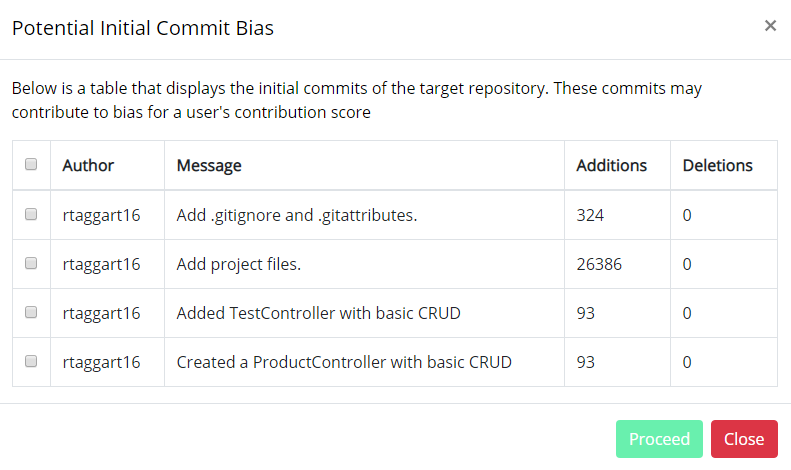 Potential Initial Commit Bias ×
Below is a table that displays the initial commits of the target repository. These commits may
contribute to bias for a user's contribution score
Author Message Additions Deletions
rtaggart16 Add .gitignore and .gitattributes. 324 0
rtaggart16 Add project files. 26386 0
rtaggart16 Added TestController with basic CRUD 93 0
rtaggart16 Created a ProductController with basic CRUD 93 0
Proceed Close